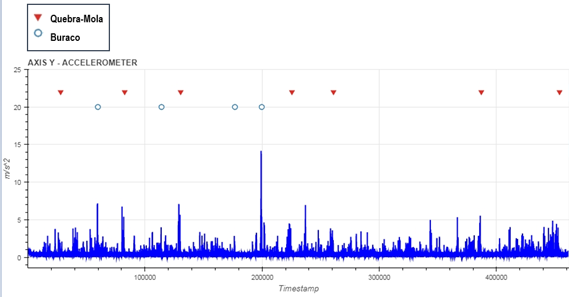 Quebra-Mola
Buraco
AXIS Y - ACCELEROMETER
25
20
15
10
5
0
m/s^2
100000 200000 300000 400000
Timestamp